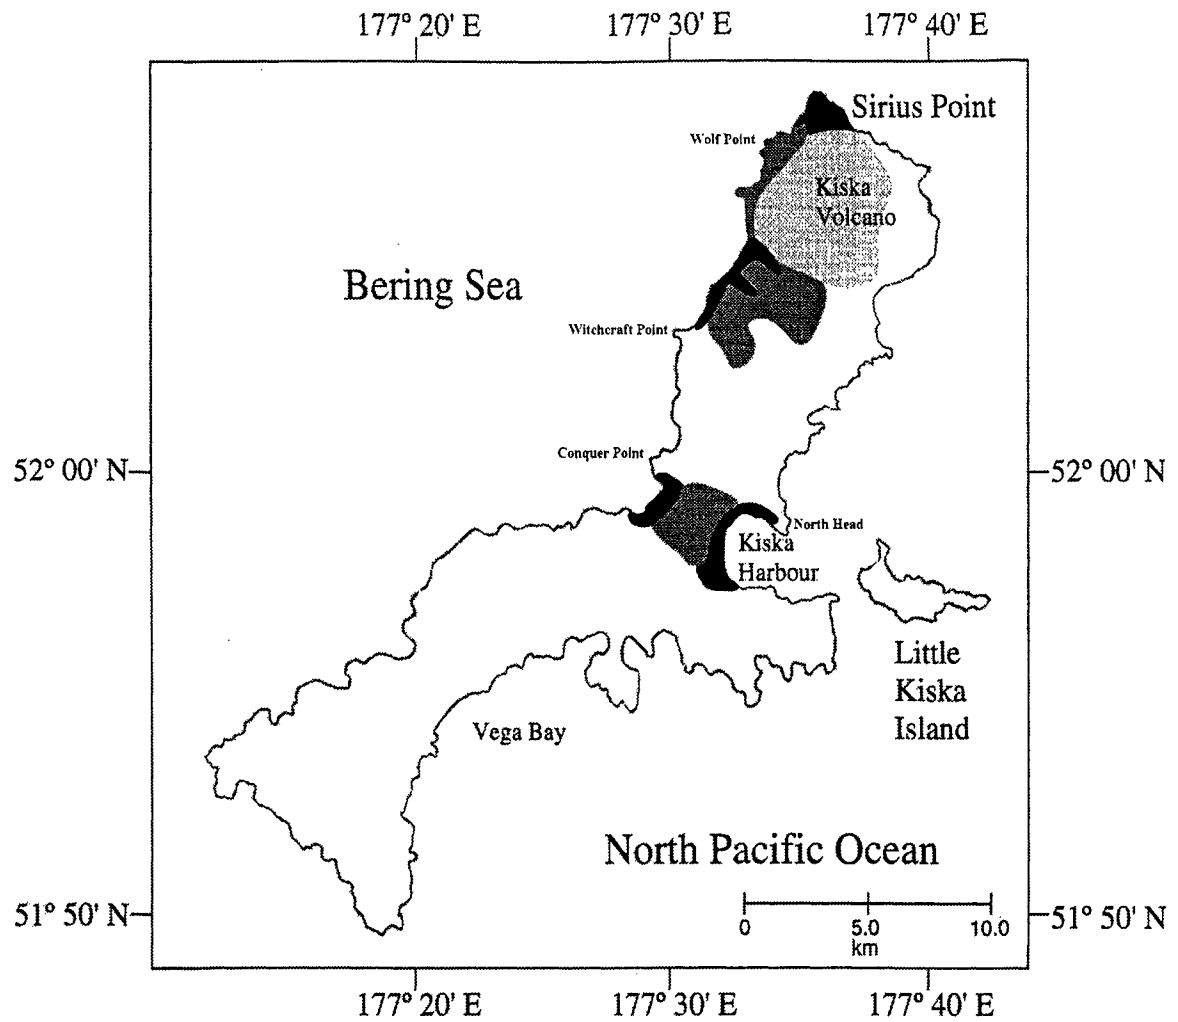 177° 20' E
177° 30' E
177° 40' E
Sirius Point
Wolf Point
Kiska
Volcano
Bering Sea
Witchcraft Point
Conquer Point
52° 00' N
52° 00' N
North Head
Kiska
Harbour
Little
Kiska
Island
Vega Bay
North Pacific Ocean
51° 50' N
51° 50' N
0
5.0
10.0
km
177° 20' E
177° 30' E
177° 40' E